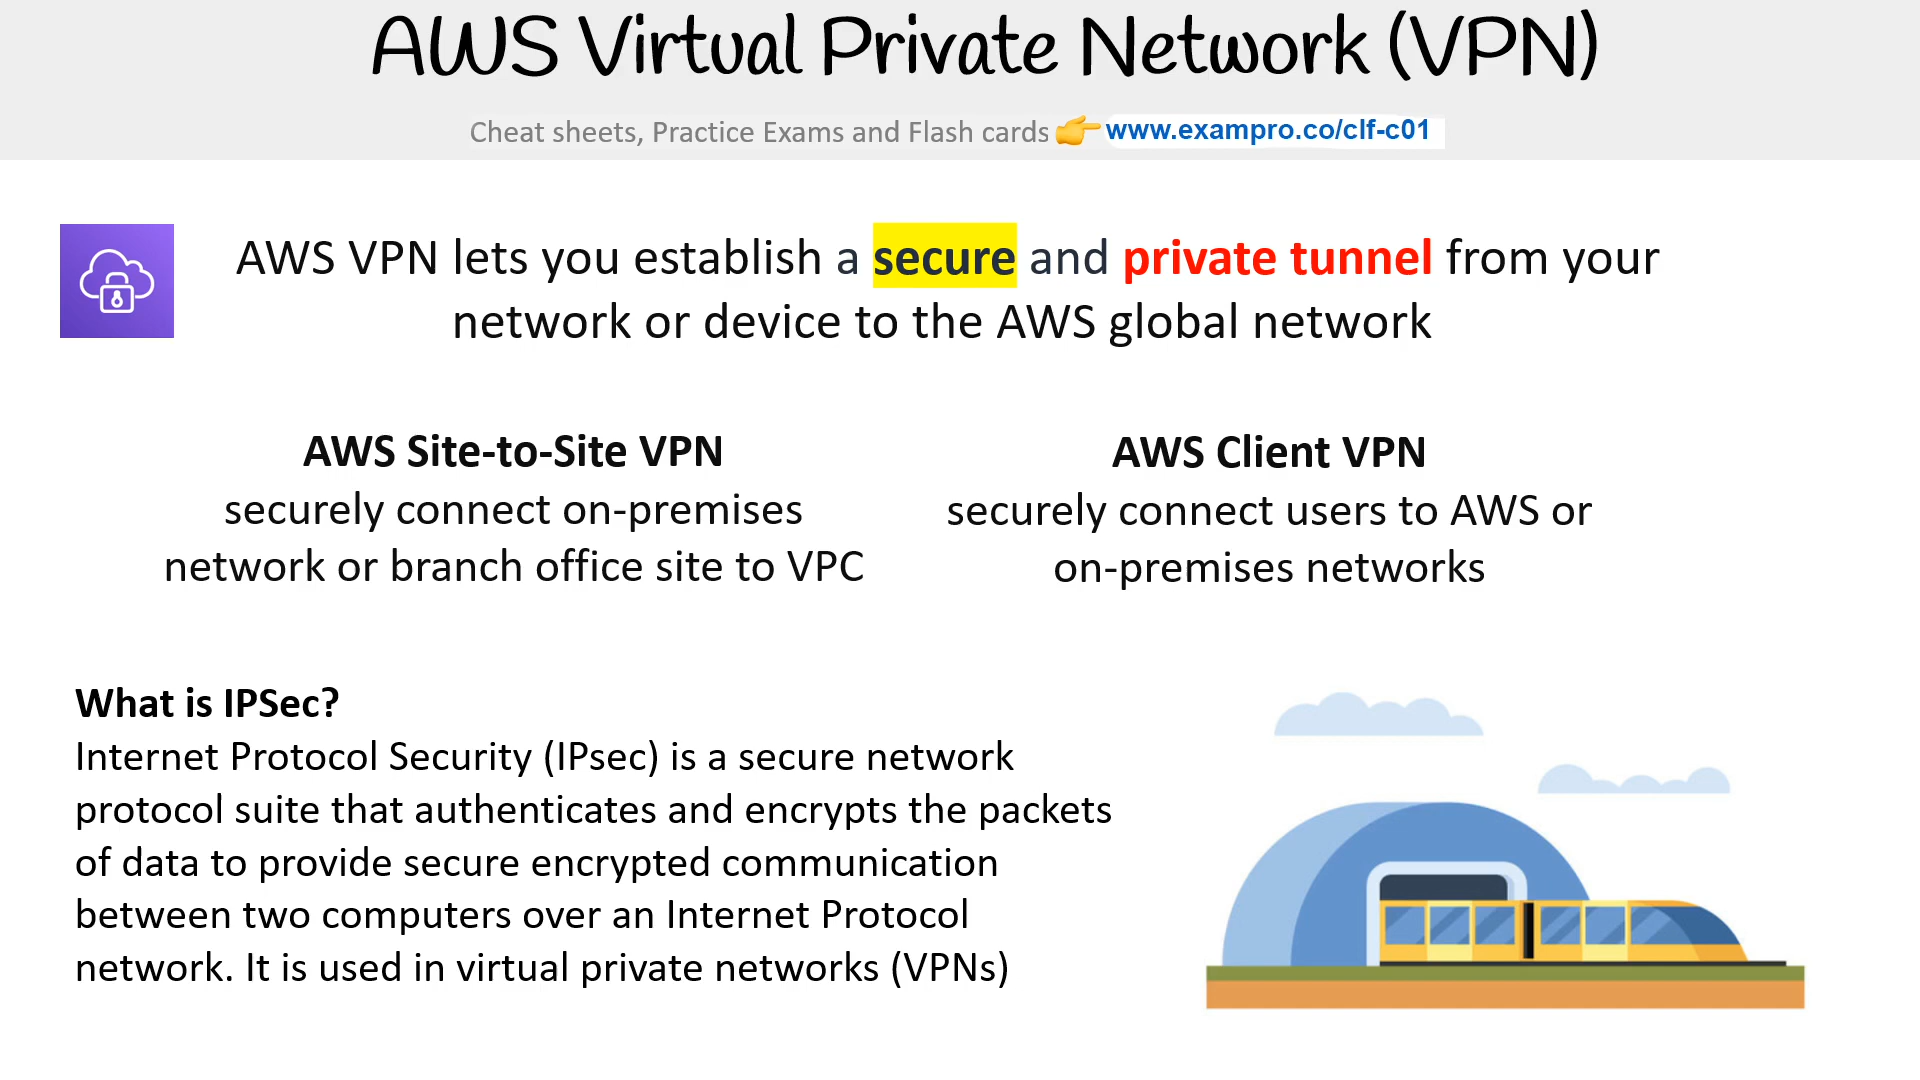 AWS Virtual Private Network (VPN)
Cheat sheets, Practice Exams and Flash cards 👉 www.exampro.co/clf-c01
AWS VPN lets you establish a secure and private tunnel from your
network or device to the AWS global network
AWS Site-to-Site VPN
securely connect on-premises
network or branch office site to VPC
AWS Client VPN
securely connect users to AWS or
on-premises networks
What is IPSec?
Internet Protocol Security (IPsec) is a secure network
protocol suite that authenticates and encrypts the packets
of data to provide secure encrypted communication
between two computers over an Internet Protocol
network. It is used in virtual private networks (VPNs)